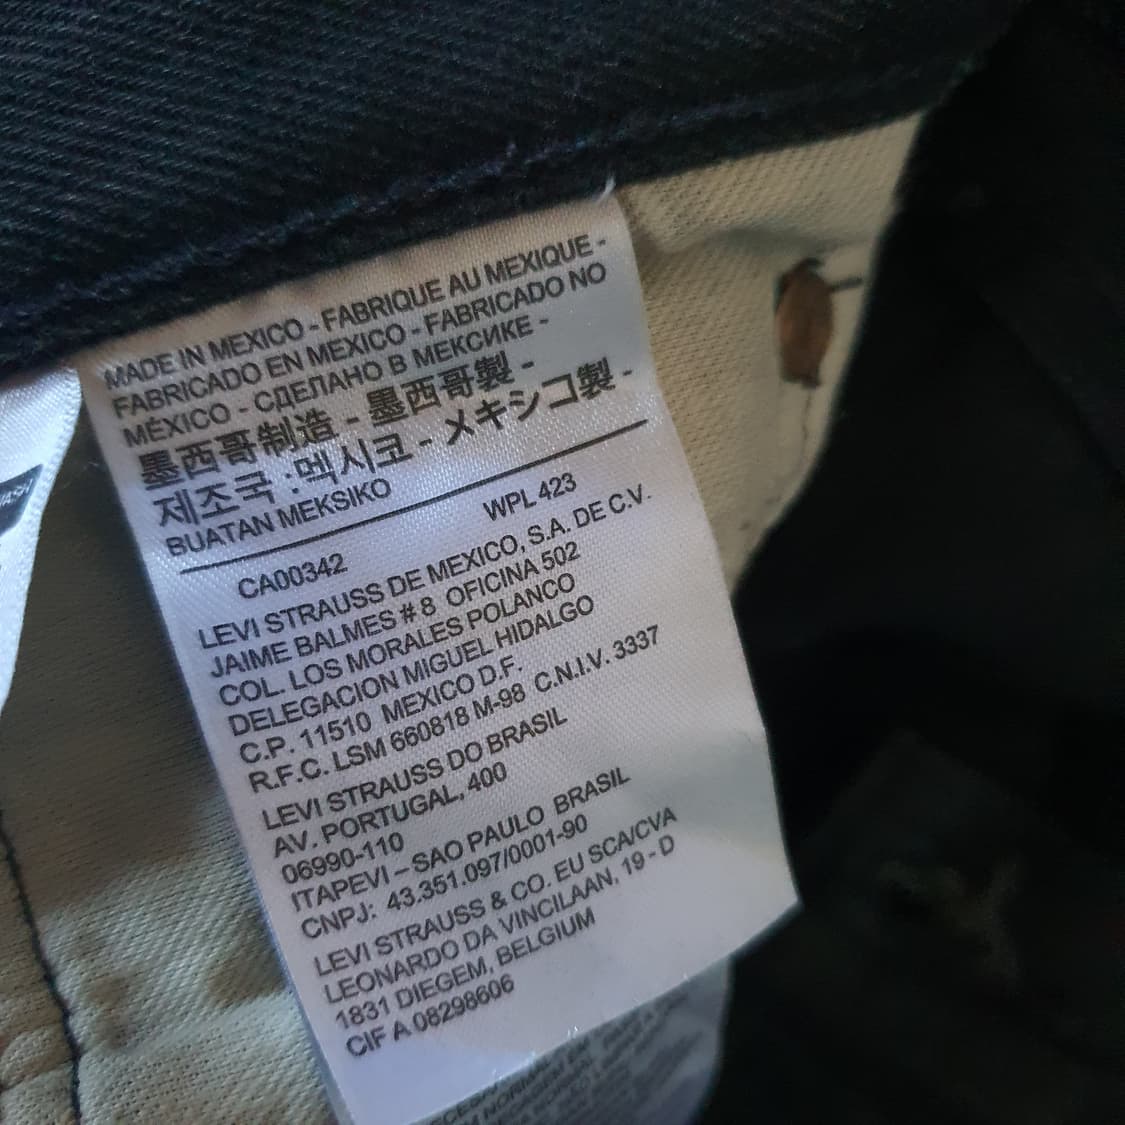 MADE IN MEXICO - FABRIQUE AU MEXIQUE -
FABRICADO EN MEXICO - FABRICADO NO
MÉXICO - СДЕЛАНО В МЕКСИКЕ -
墨西哥制造 - 墨西哥製 -
제조국 :멕시코 - メキシコ製 -
BUATAN MEKSIKO
WPL 423
CA00342
LEVI STRAUSS DE MEXICO, S.A. DE C.V.
JAIME BALMES # 8 OFICINA 502
COL. LOS MORALES POLANCO
DELEGACION MIGUEL HIDALGO
C.P. 11510 MEXICO D.F.
R.F.C. LSM 660818 M-98 C.N.I.V. 3337
LEVI STRAUSS DO BRASIL
AV. PORTUGAL, 400
06990-110
ITAPEVI – SAO PAULO BRASIL
CNPJ: 43.351.097/0001-90
LEVI STRAUSS & CO. EU SCA/CVA
LEONARDO DA VINCILAAN, 19 - D
1831 DIEGEM, BELGIUM
CIF A 08298606